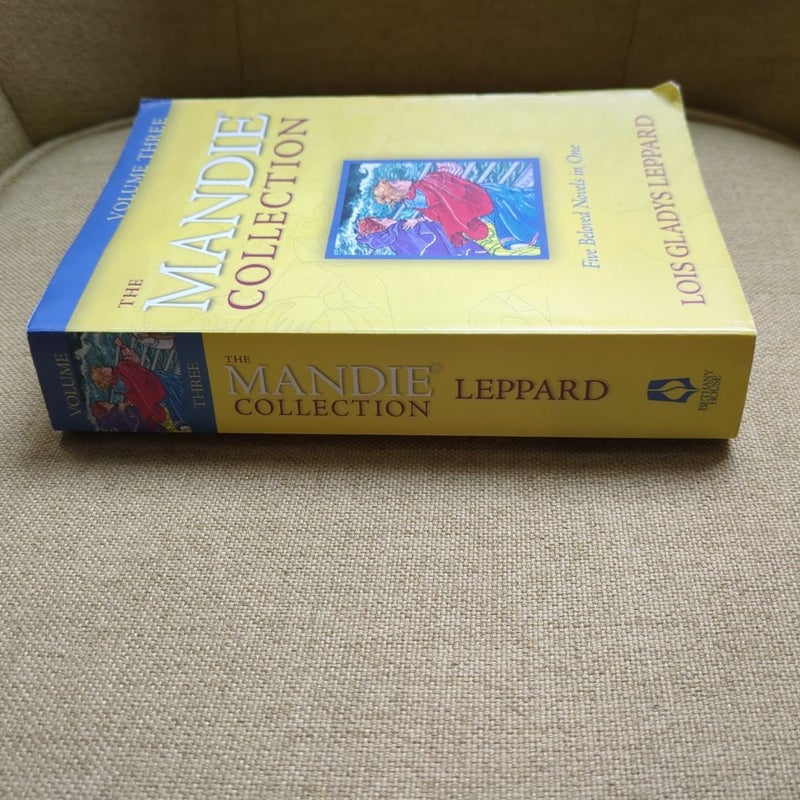 VOLUME THREE
THE
MANDIE
COLLECTION
Five Beloved Novels in One
LOIS GLADYS LEPPARD
VOLUME
THREE
THE
MANDIE®
COLLECTION
LEPPARD
BETHANY
HOUSE